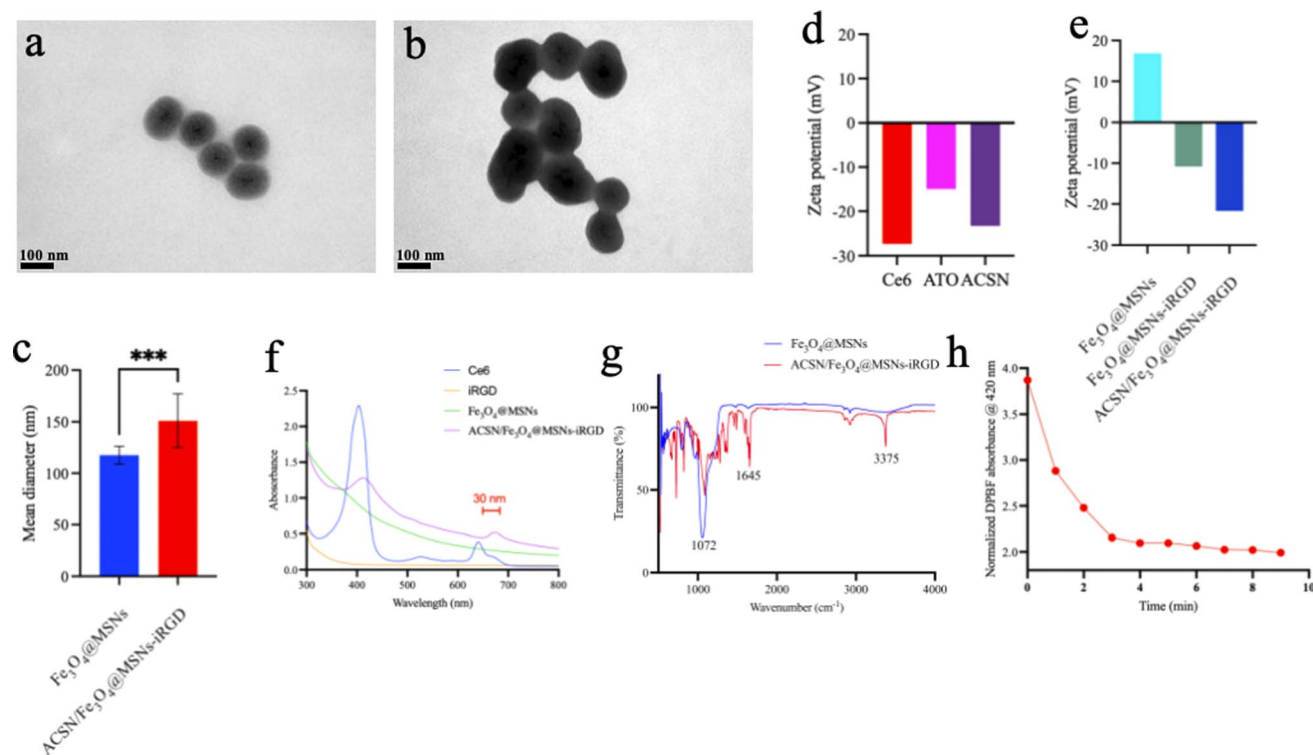 a
100 nm
b
100 nm
c
***
Mean diameter (nm)
200
150
100
50
0
Fe₃O₄@MSNs
ACSN/Fe₃O₄@MSNs-iRGD
d
Zeta potential (mV)
20
10
0
-10
-20
-30
Ce6 ATO ACSN
e
Zeta potential (mV)
20
10
0
-10
-20
-30
Fe₃O₄@MSNs
Fe₃O₄@MSNs-iRGD
ACSN/Fe₃O₄@MSNs-iRGD
f
Ce6
iRGD
Fe₃O₄@MSNs
ACSN/Fe₃O₄@MSNs-iRGD
30 nm
Abosorbance
2.5
2.0
1.5
1.0
0.5
0.0
300 400 500 600 700 800
Wavelength (nm)
g
Fe₃O₄@MSNs
ACSN/Fe₃O₄@MSNs-iRGD
Transmittance (%)
100
50
0
1072
1645
3375
1000 2000 3000 4000
Wavenumber (cm⁻¹)
h
Normalized DPBF absorbance @ 420 nm
4.0
3.5
3.0
2.5
2.0
0 2 4 6 8 10
Time (min)